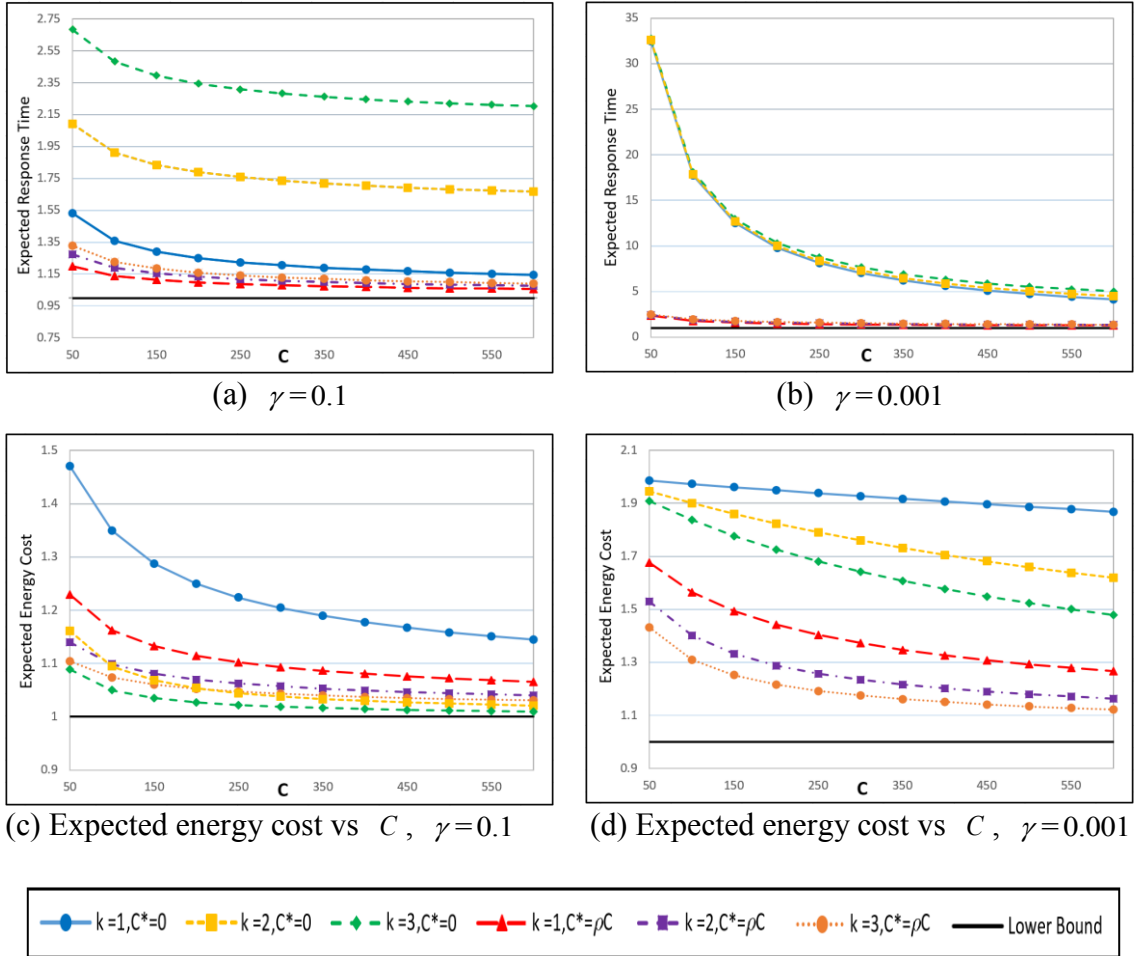 2.75
2.55
2.35
2.15
1.95
1.75
1.55
1.35
1.15
0.95
0.75
Expected Response Time
50 150 250 350 450 550
C
(a) γ = 0.1
35
30
25
20
15
10
5
0
Expected Response Time
50 150 250 350 450 550
C
(b) γ = 0.001
1.5
1.4
1.3
1.2
1.1
1
0.9
Expected Energy Cost
50 150 250 350 450 550
C
(c) Expected energy cost vs C , γ = 0.1
2.1
1.9
1.7
1.5
1.3
1.1
0.9
Expected Energy Cost
50 150 250 350 450 550
C
(d) Expected energy cost vs C , γ = 0.001
k =1,C*=0 k =2,C*=0 k =3,C*=0 k =1,C*=ρC k =2,C*=ρC k =3,C*=ρC Lower Bound